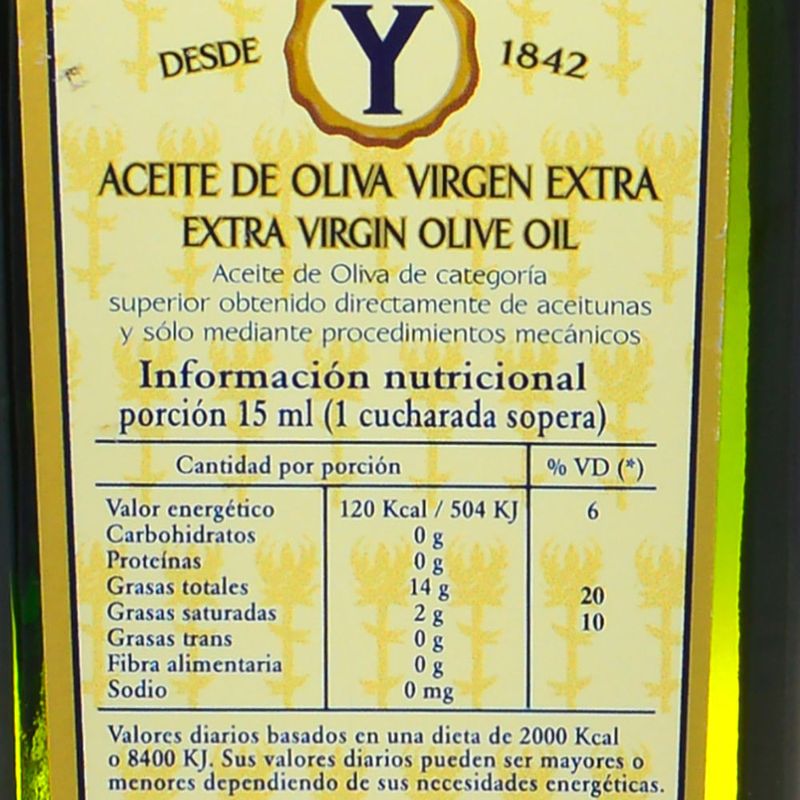 Y
DESDE 1842
ACEITE DE OLIVA VIRGEN EXTRA
EXTRA VIRGIN OLIVE OIL
Aceite de Oliva de categoría
superior obtenido directamente de aceitunas
y sólo mediante procedimientos mecánicos
Información nutricional
porción 15 ml (1 cucharada sopera)
Cantidad por porción % VD (*)
Valor energético 120 Kcal / 504 KJ 6
Carbohidratos 0 g
Proteínas 0 g
Grasas totales 14 g 20
Grasas saturadas 2 g 10
Grasas trans 0 g
Fibra alimentaria 0 g
Sodio 0 mg
Valores diarios basados en una dieta de 2000 Kcal
o 8400 KJ. Sus valores diarios pueden ser mayores o
menores dependiendo de sus necesidades energéticas.